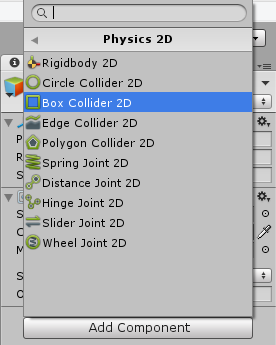 Physics 2D
Rigidbody 2D
Circle Collider 2D
Box Collider 2D
Edge Collider 2D
Polygon Collider 2D
Spring Joint 2D
Distance Joint 2D
Hinge Joint 2D
Slider Joint 2D
Wheel Joint 2D
Add Component